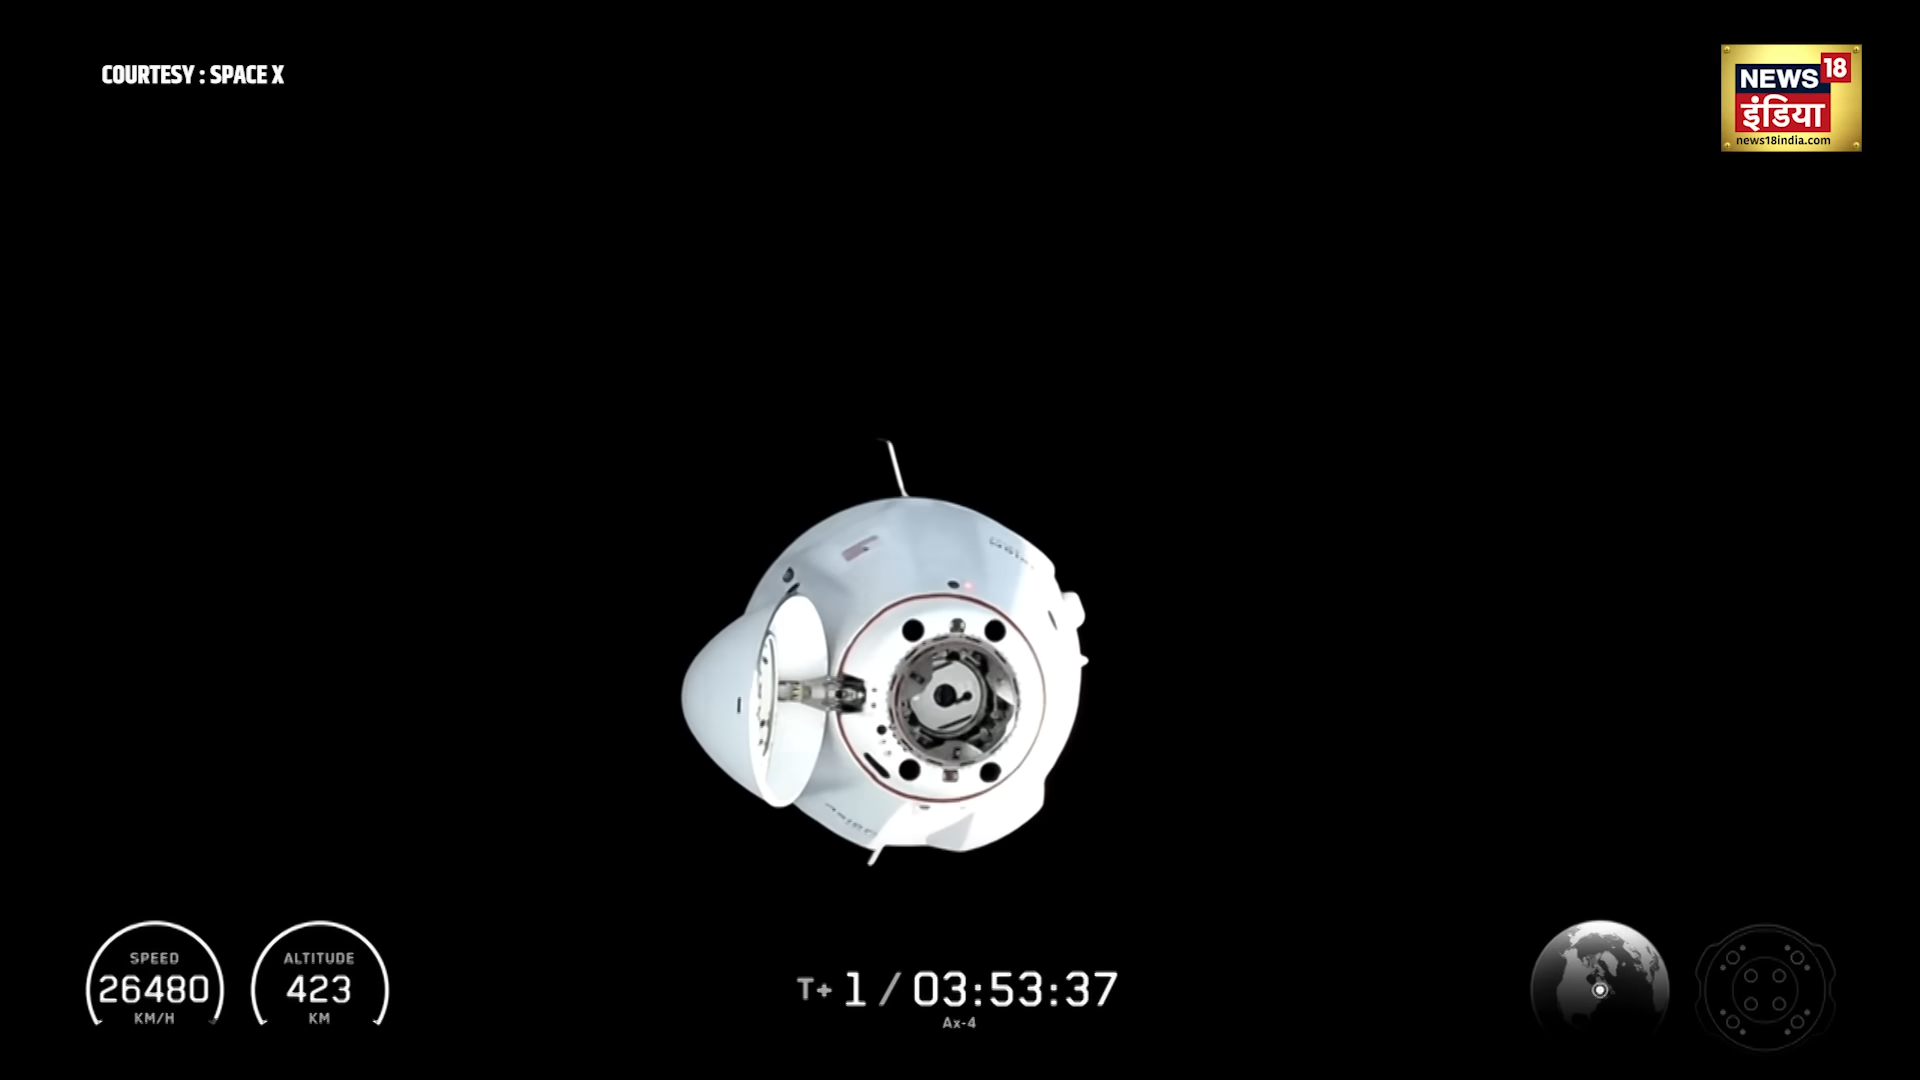 COURTESY : SPACE X
NEWS 18
इंडिया
news18india.com
SPEED
26480
KM/H
ALTITUDE
423
KM
T+ 1 / 03:53:37
Ax-4